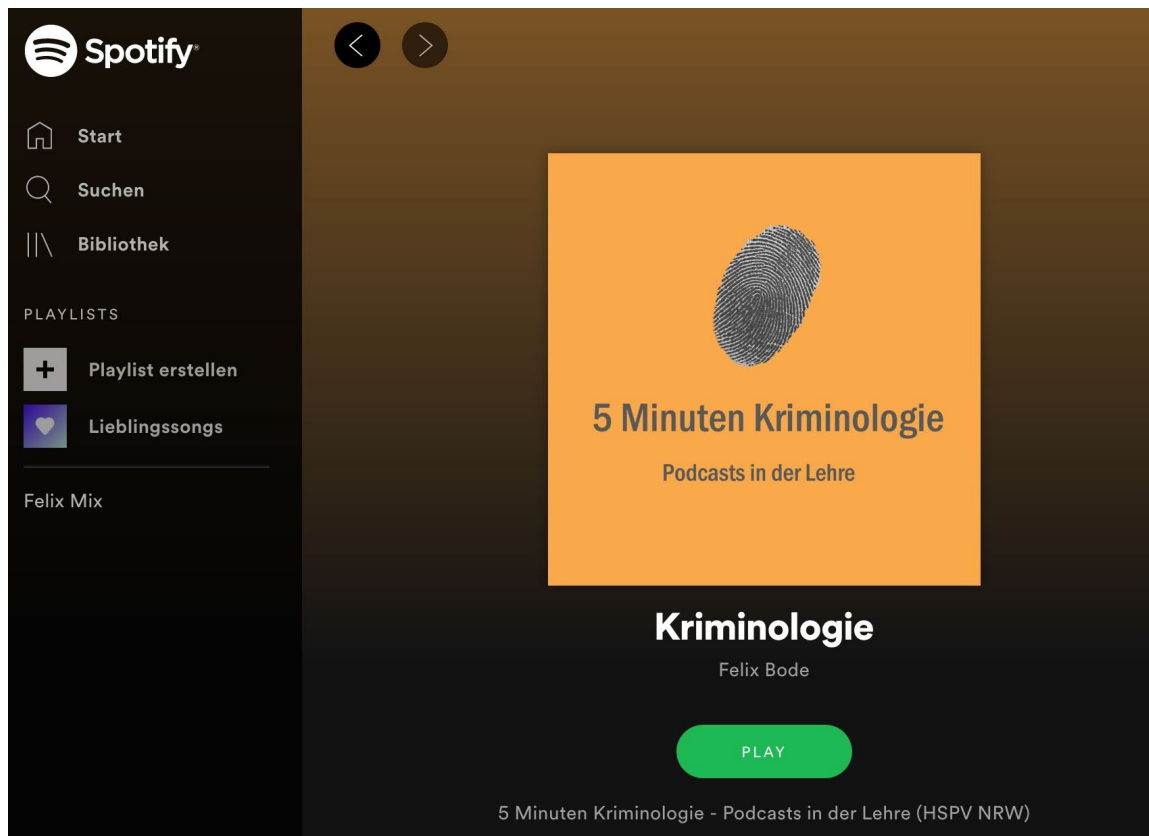 Spotify®
Start
Suchen
Bibliothek
PLAYLISTS
Playlist erstellen
Lieblingssongs
Felix Mix
5 Minuten Kriminologie
Podcasts in der Lehre
Kriminologie
Felix Bode
PLAY
5 Minuten Kriminologie - Podcasts in der Lehre (HSPV NRW)